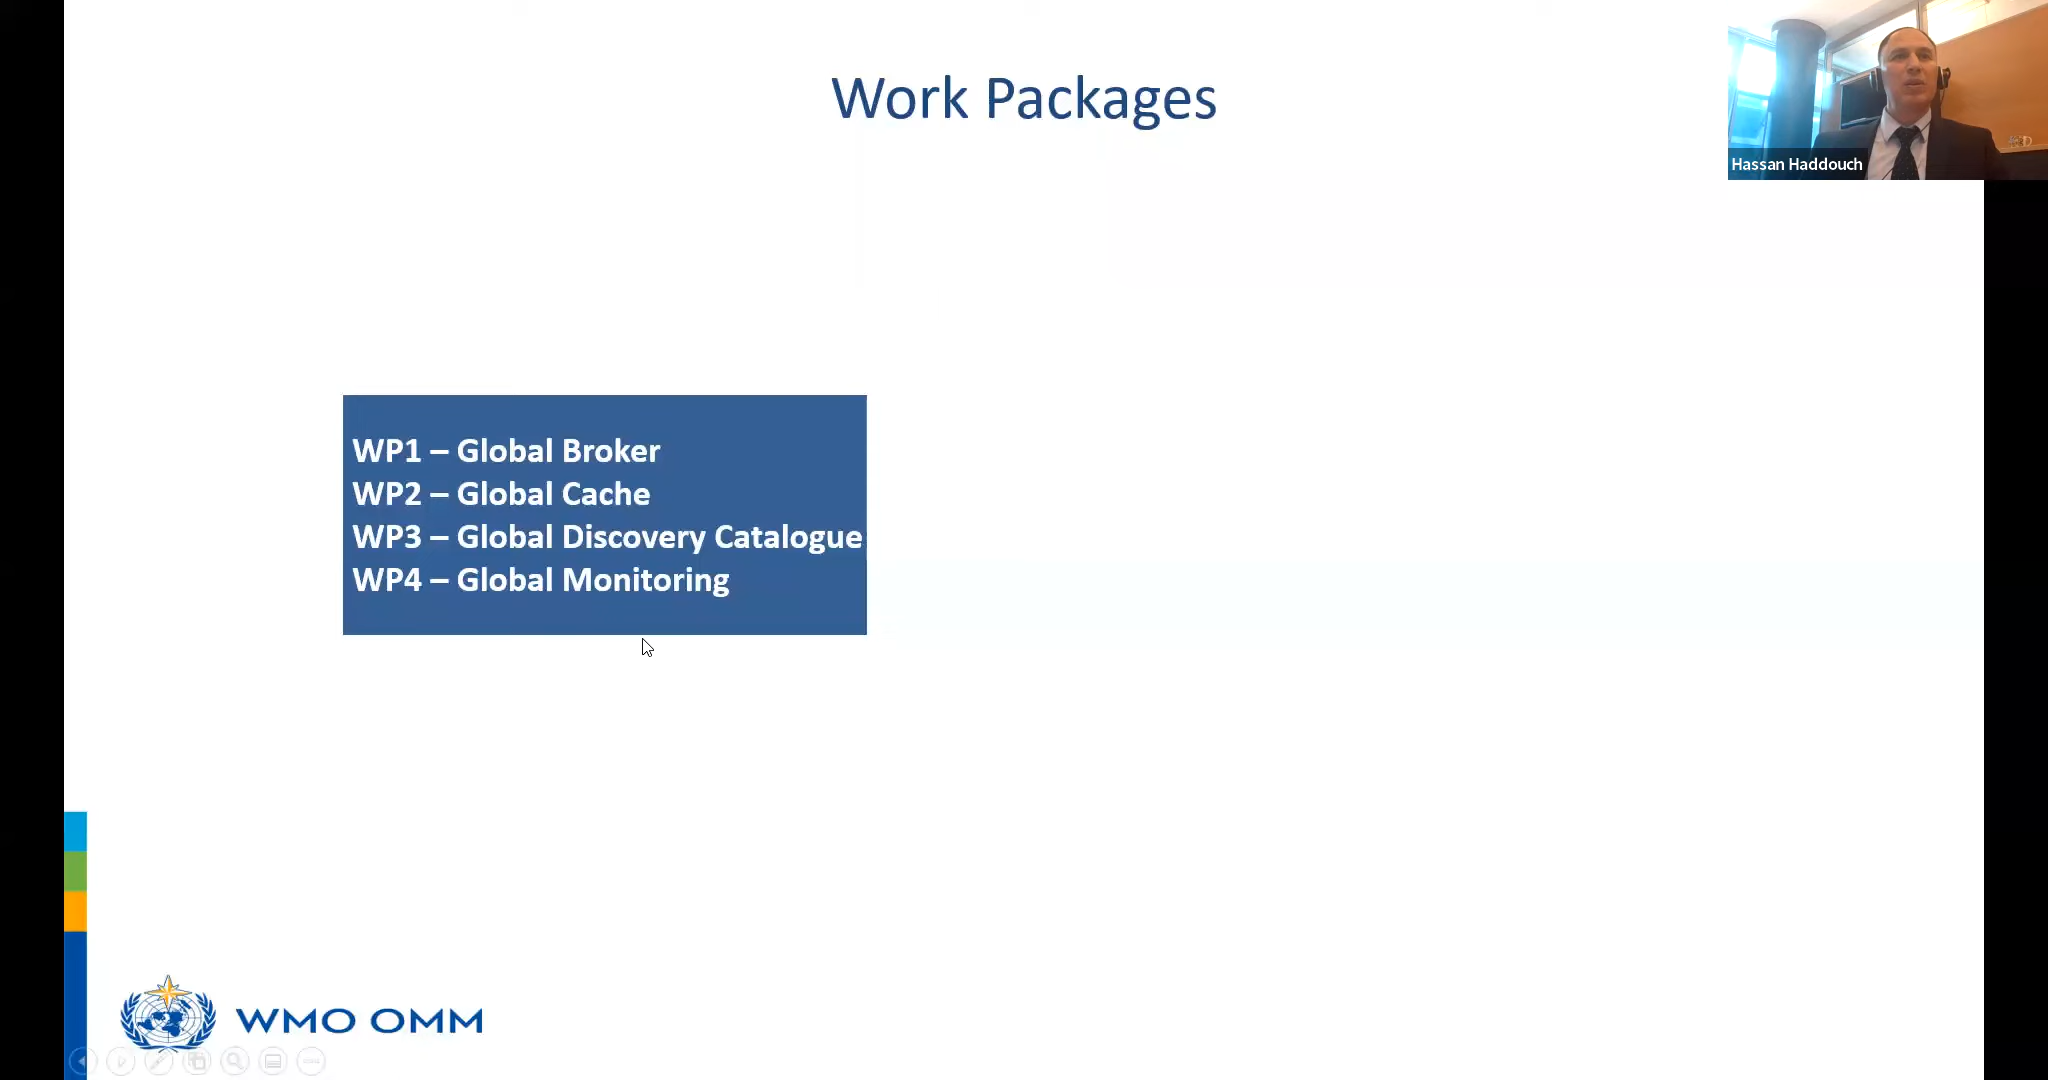 Work Packages
Hassan Haddouch
WP1 – Global Broker
WP2 – Global Cache
WP3 – Global Discovery Catalogue
WP4 – Global Monitoring
WMO OMM